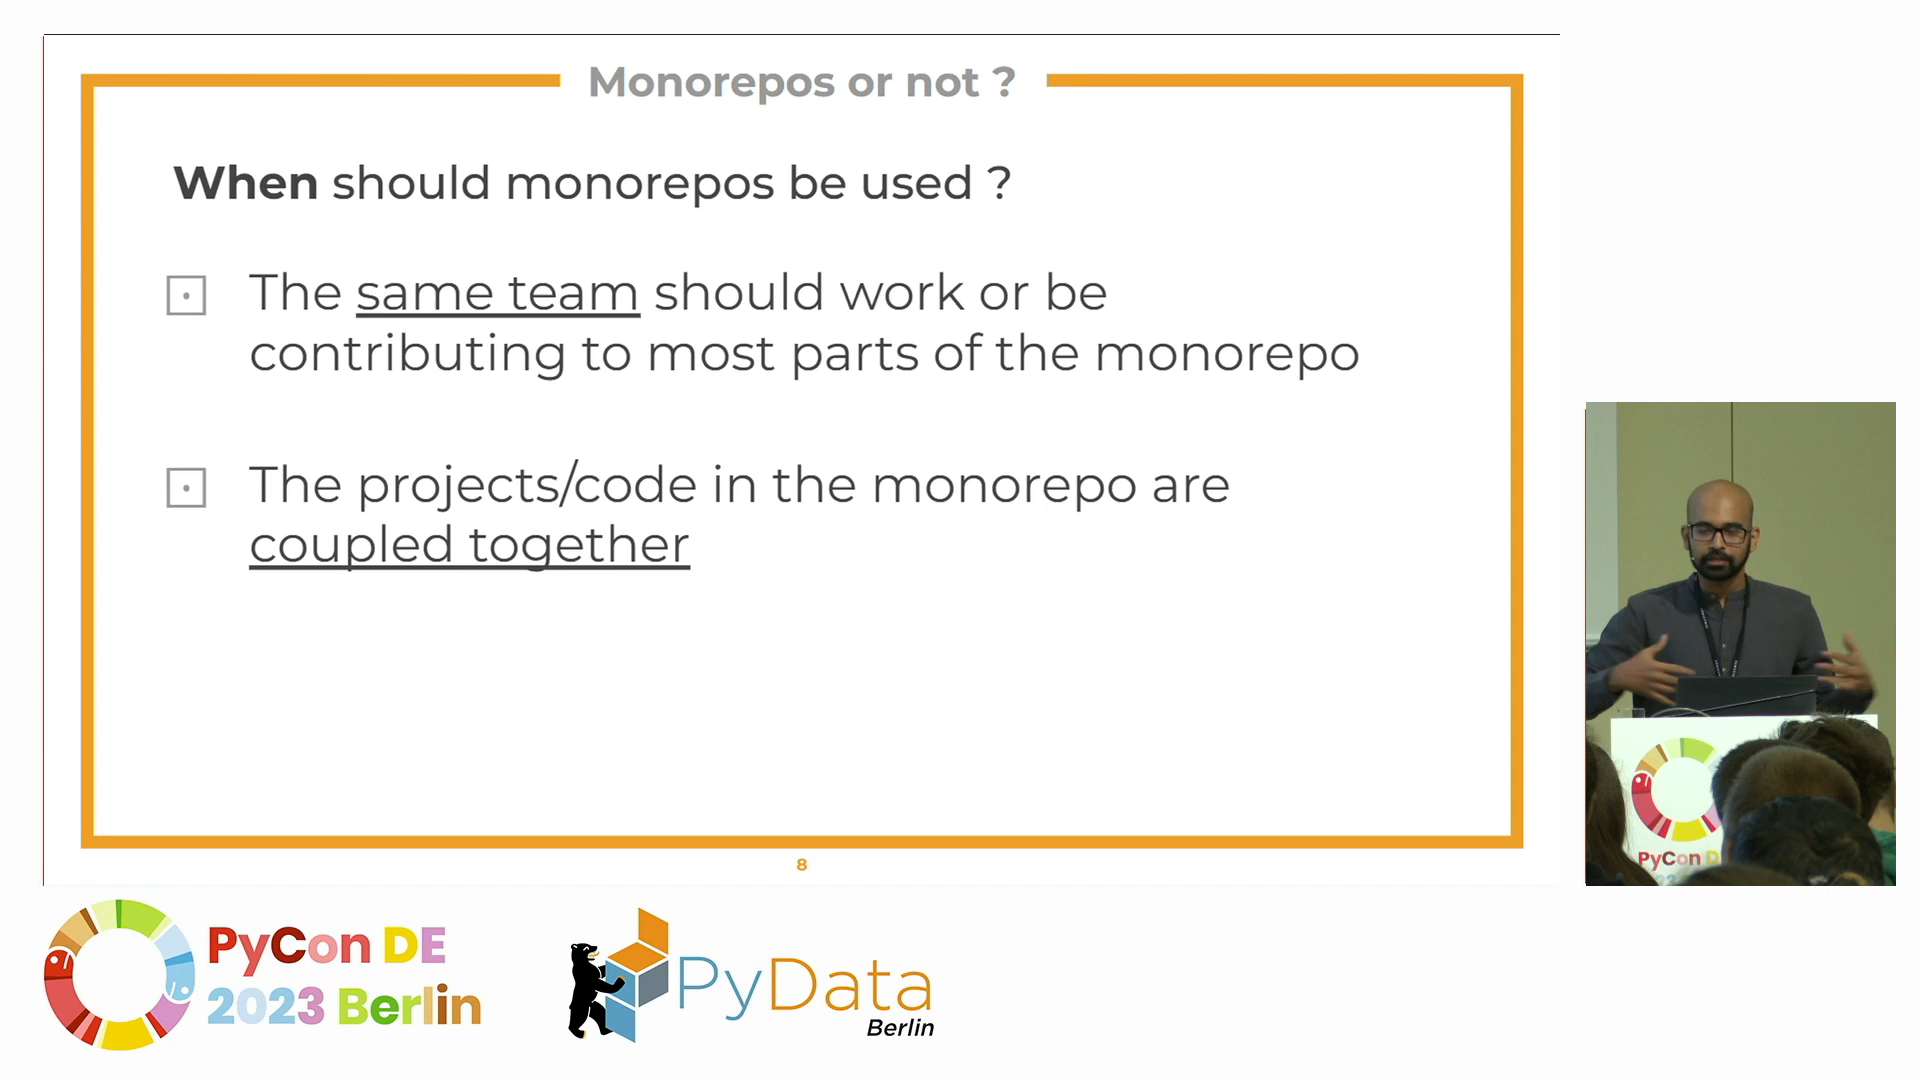 Monorepos or not ?
When should monorepos be used ?
The same team should work or be
contributing to most parts of the monorepo
The projects/code in the monorepo are
coupled together
8
PyCon DE
2023 Berlin
PyData
Berlin
PyCon D